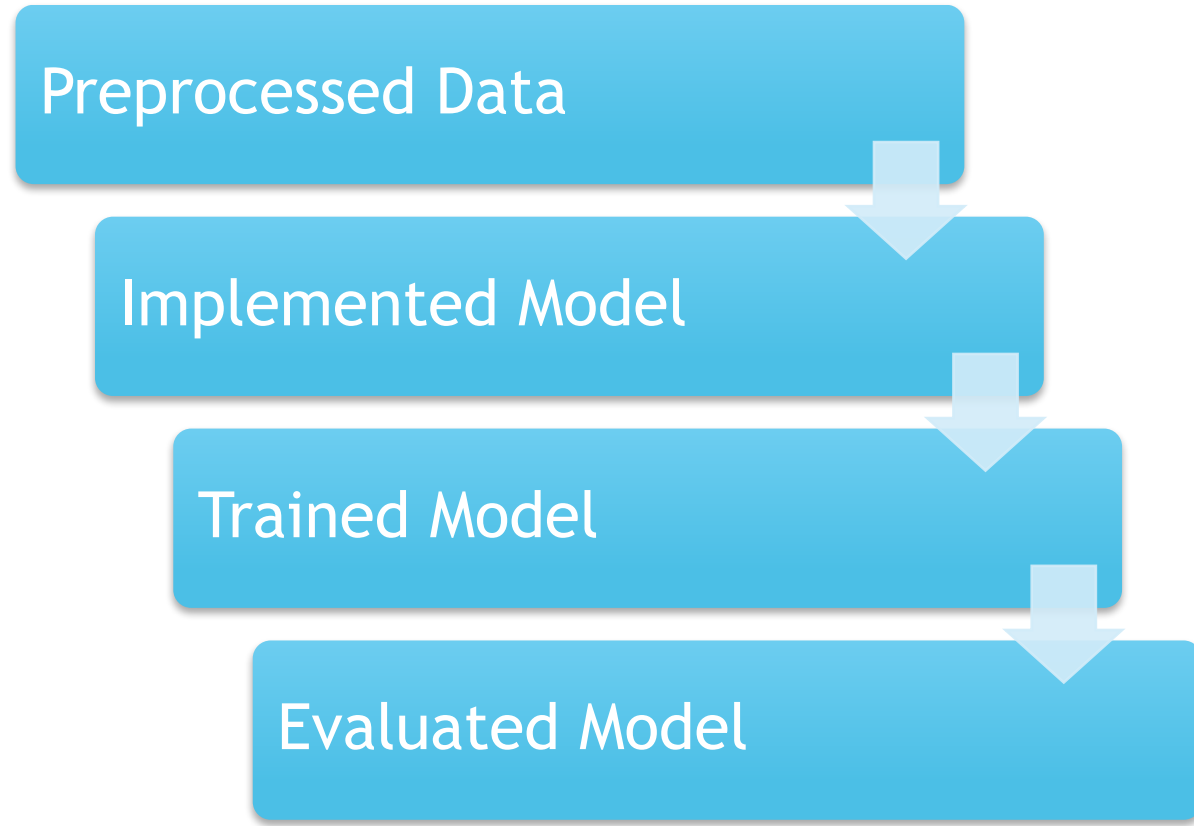 Preprocessed Data
Implemented Model
Trained Model
Evaluated Model